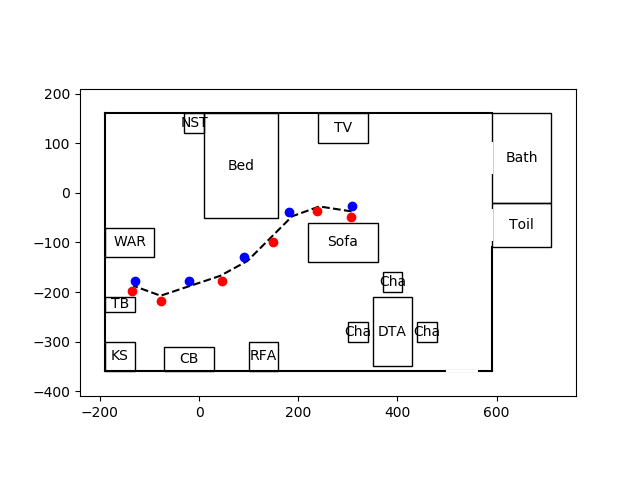 200
100
0
−100
−200
−300
−400
NST
TV
Bed
Bath
Toil
WAR
Sofa
Cha
TB
Cha
DTA
Cha
KS
CB
RFA
−200
0
200
400
600